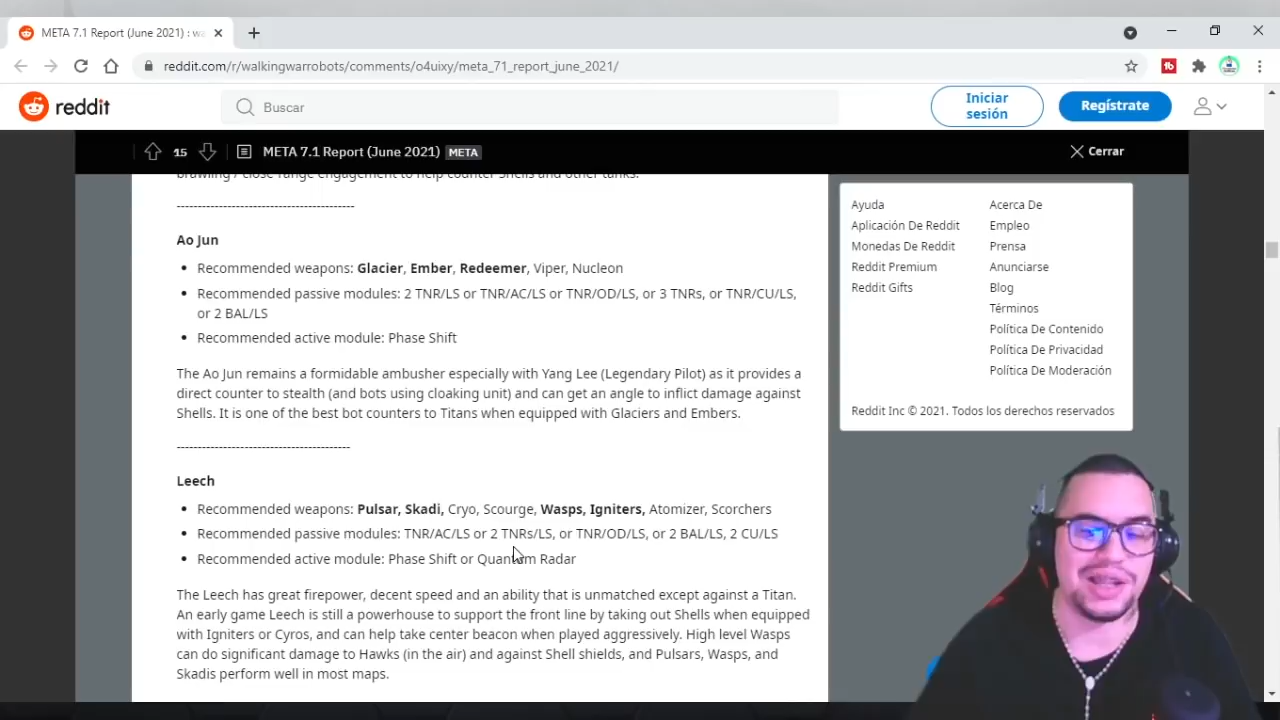 META 7.1 Report (June 2021) : wa
reddit.com/r/walkingwarrobots/comments/o4uixy/meta_71_report_june_2021/
reddit
Buscar
Iniciar
sesión
Regístrate
15
META 7.1 Report (June 2021) META
Cerrar
brawling / close range engagement to help counter Shells and other tanks.
------------------------------------------
Ao Jun
• Recommended weapons: Glacier, Ember, Redeemer, Viper, Nucleon
• Recommended passive modules: 2 TNR/LS or TNR/AC/LS or TNR/OD/LS, or 3 TNRs, or TNR/CU/LS,
or 2 BAL/LS
• Recommended active module: Phase Shift
The Ao Jun remains a formidable ambusher especially with Yang Lee (Legendary Pilot) as it provides a
direct counter to stealth (and bots using cloaking unit) and can get an angle to inflict damage against
Shells. It is one of the best bot counters to Titans when equipped with Glaciers and Embers.
-----------------------------------------
Leech
• Recommended weapons: Pulsar, Skadi, Cryo, Scourge, Wasps, Igniters, Atomizer, Scorchers
• Recommended passive modules: TNR/AC/LS or 2 TNRs/LS, or TNR/OD/LS, or 2 BAL/LS, 2 CU/LS
• Recommended active module: Phase Shift or Quantum Radar
The Leech has great firepower, decent speed and an ability that is unmatched except against a Titan.
An early game Leech is still a powerhouse to support the front line by taking out Shells when equipped
with Igniters or Cyros, and can help take center beacon when played aggressively. High level Wasps
can do significant damage to Hawks (in the air) and against Shell shields, and Pulsars, Wasps, and
Skadis perform well in most maps.
Ayuda
Aplicación De Reddit
Monedas De Reddit
Reddit Premium
Reddit Gifts
Acerca De
Empleo
Prensa
Anunciarse
Blog
Términos
Política De Contenido
Política De Privacidad
Política De Moderación
Reddit Inc © 2021. Todos los derechos reservados